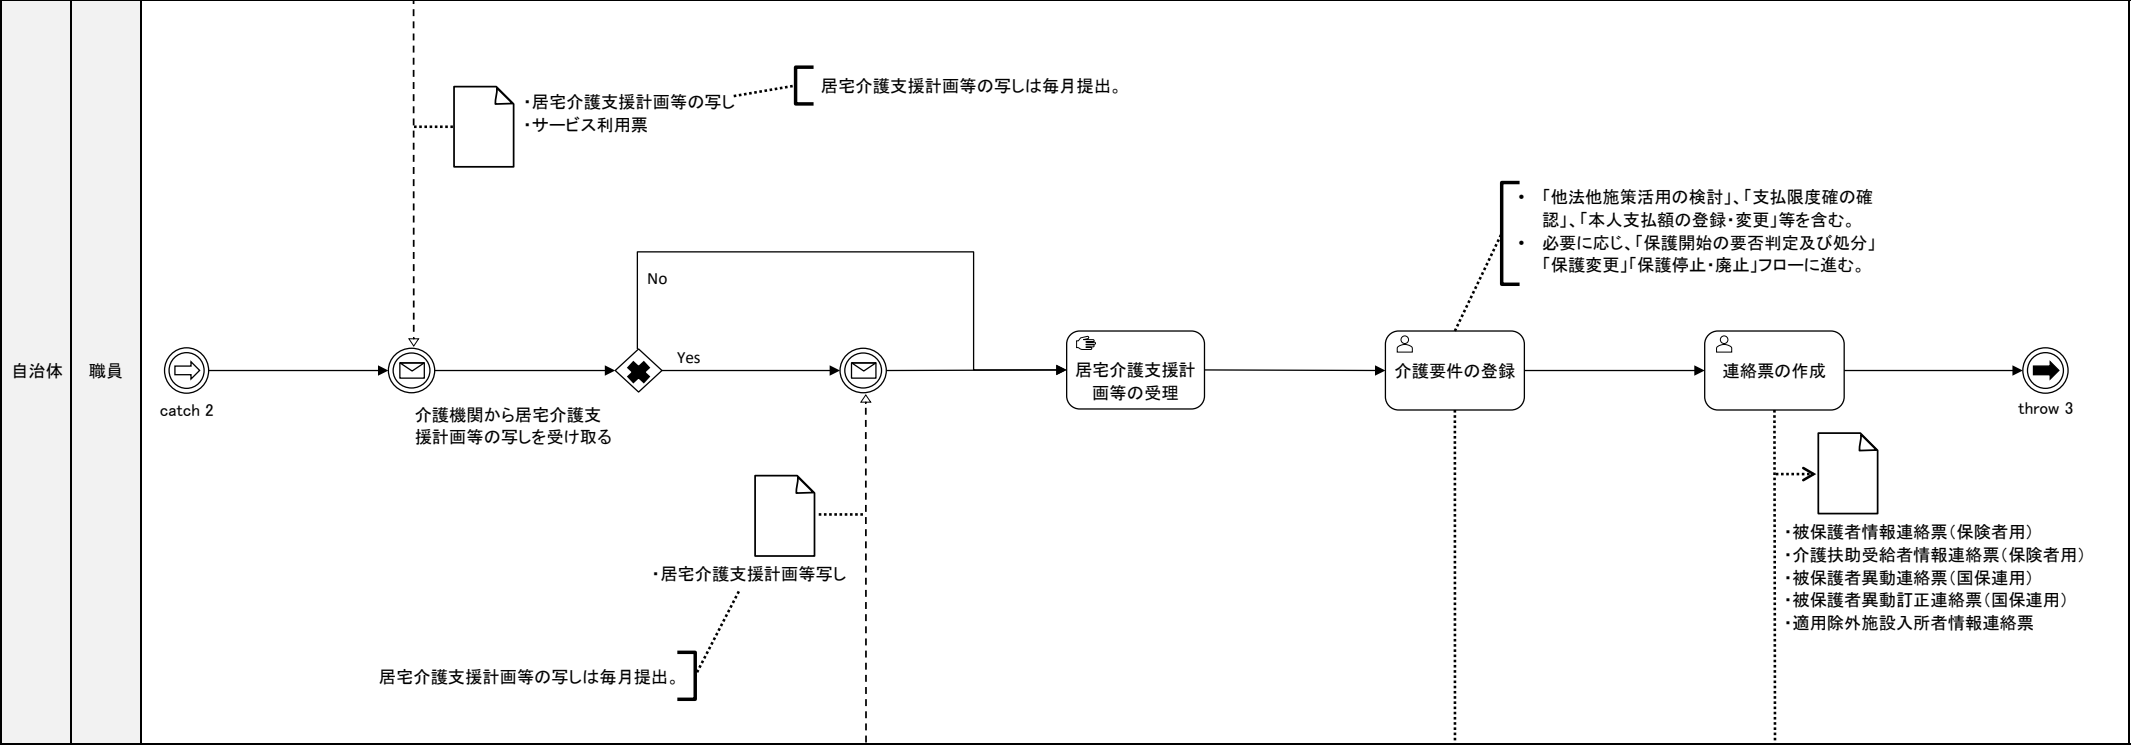 自治体
職員
・居宅介護支援計画等の写し
・サービス利用票
居宅介護支援計画等の写しは毎月提出。
• 「他法他施策活用の検討」、「支払限度確の確
認」、「本人支払額の登録・変更」等を含む。
• 必要に応じ、「保護開始の要否判定及び処分」
「保護変更」「保護停止・廃止」フローに進む。
No
Yes
catch 2
介護機関から居宅介護支
援計画等の写しを受け取る
居宅介護支援計
画等の受理
介護要件の登録
連絡票の作成
throw 3
・居宅介護支援計画等写し
居宅介護支援計画等の写しは毎月提出。
・被保護者情報連絡票（保険者用）
・介護扶助受給者情報連絡票（保険者用）
・被保護者異動連絡票（国保連用）
・被保護者異動訂正連絡票（国保連用）
・適用除外施設入所者情報連絡票